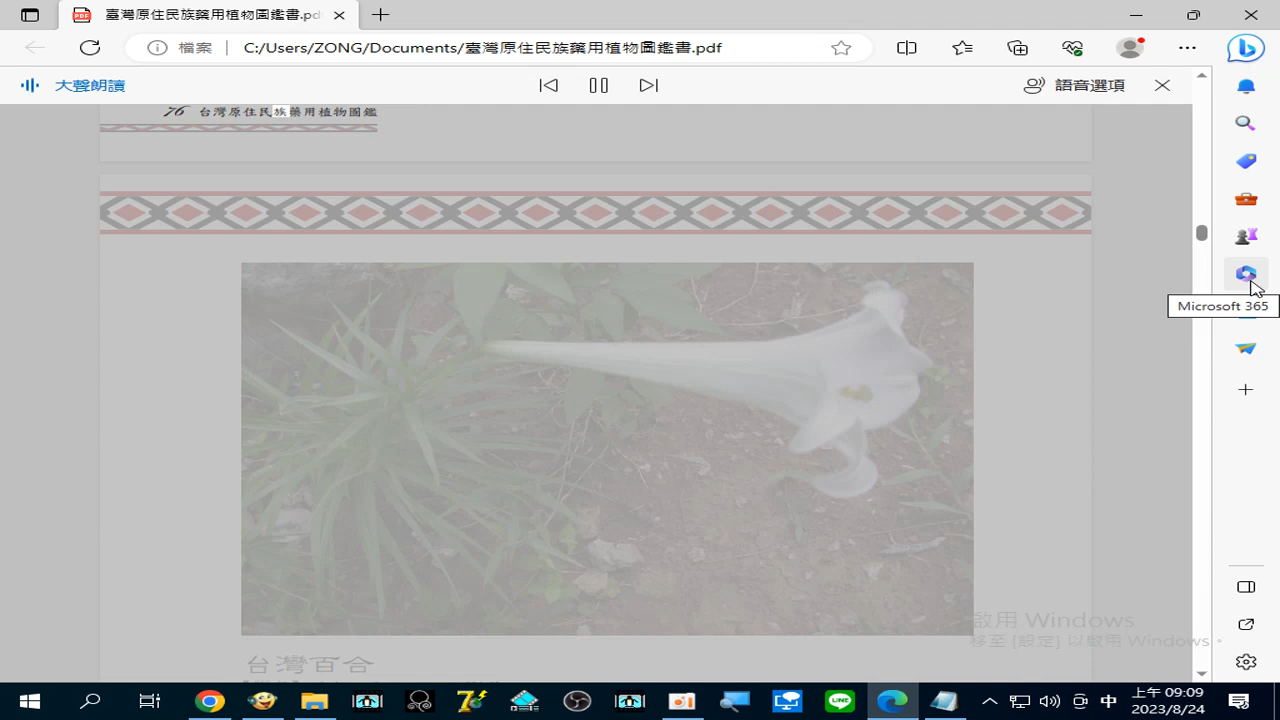 臺灣原住民族藥用植物圖鑑書.pd
檔案
C:/Users/ZONG/Documents/臺灣原住民族藥用植物圖鑑書.pdf
大聲朗讀
語音選項
76 台灣原住民族藥用植物圖鑑
Microsoft 365
啟用 Windows
移至 [設定] 以啟用 Windows。
台灣百合
中
上午 09:09
2023/8/24